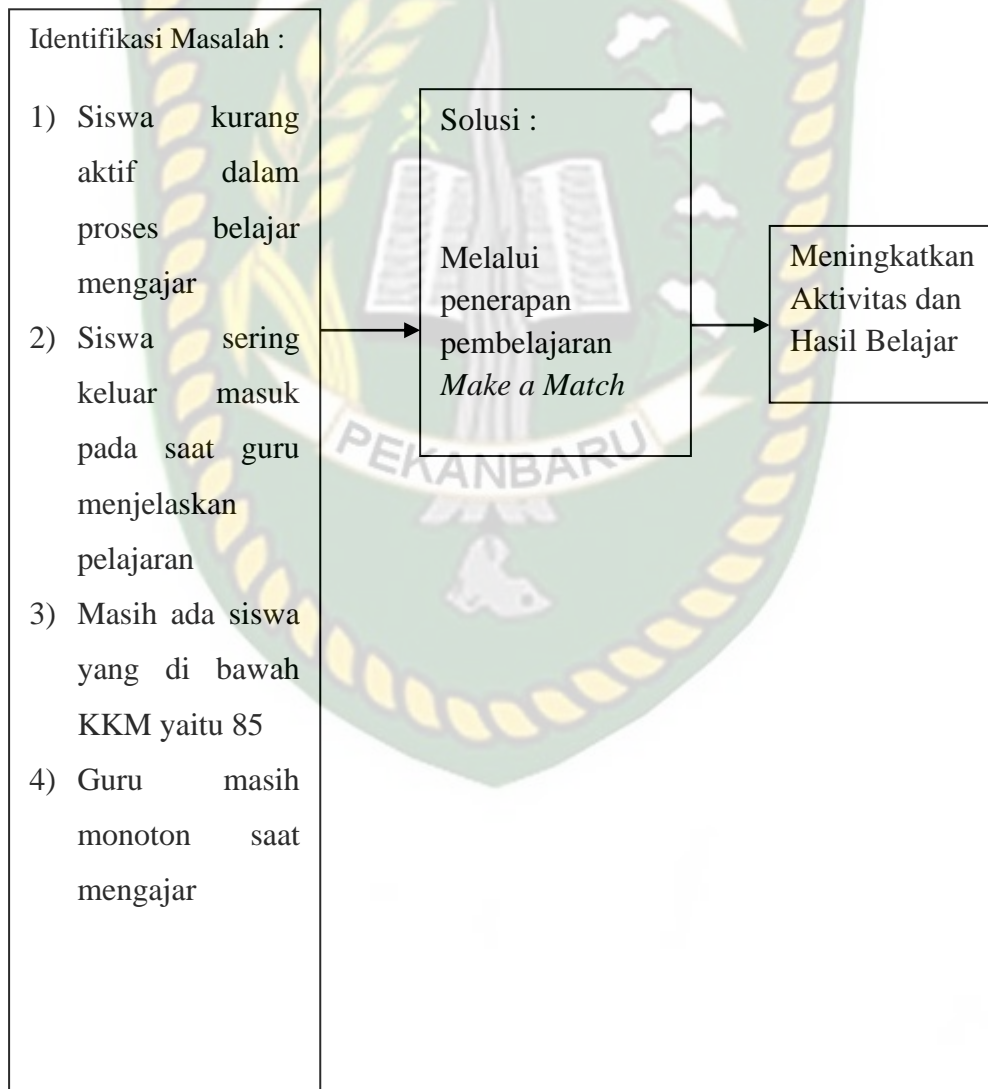 Identifikasi Masalah :
1) Siswa kurang
aktif dalam
proses belajar
mengajar
2) Siswa sering
keluar masuk
pada saat guru
menjelaskan
pelajaran
3) Masih ada siswa
yang di bawah
KKM yaitu 85
4) Guru masih
monoton saat
mengajar
Solusi :
Melalui
penerapan
pembelajaran
Make a Match
Meningkatkan
Aktivitas dan
Hasil Belajar
PEKANBARU